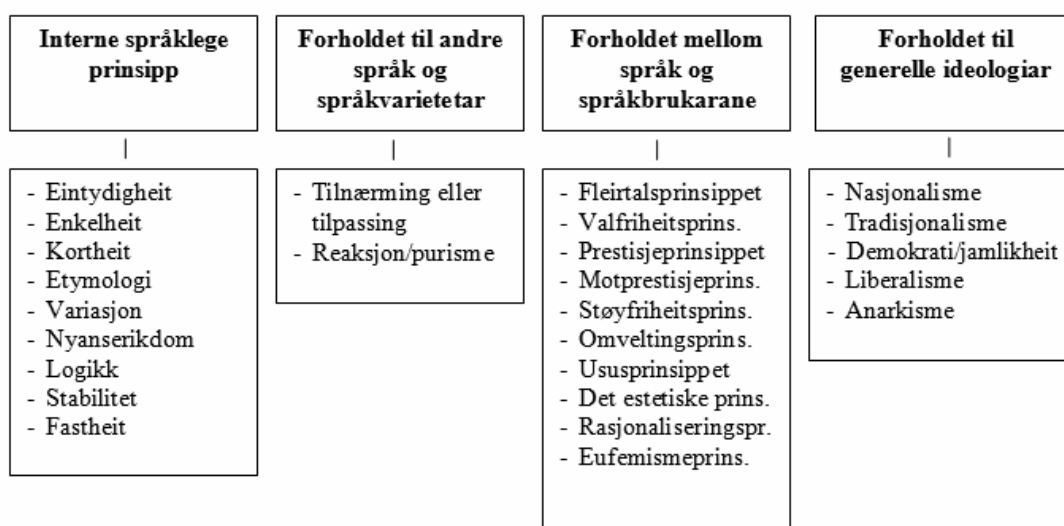 Interne språklege
prinsipp
- Eintydigheit
- Enkelheit
- Kortheit
- Etymologi
- Variasjon
- Nyanserikdom
- Logikk
- Stabilitet
- Fastheit
Forholdet til andre
språk og
språkvarietetar
- Tilnærming eller
tilpassing
- Reaksjon/purisme
Forholdet mellom
språk og
språkbrukarane
- Fleirtalsprinsippet
- Valfriheitsprins.
- Prestisjeprinsippet
- Motprestisjeprins.
- Støyfriheitsprins.
- Omveltingsprins.
- Ususprinsippet
- Det estetiske prins.
- Rasjonaliseringspr.
- Eufemismeprins.
Forholdet til
generelle ideologiar
- Nasjonalisme
- Tradisjonalisme
- Demokrati/jamlikheit
- Liberalisme
- Anarkisme